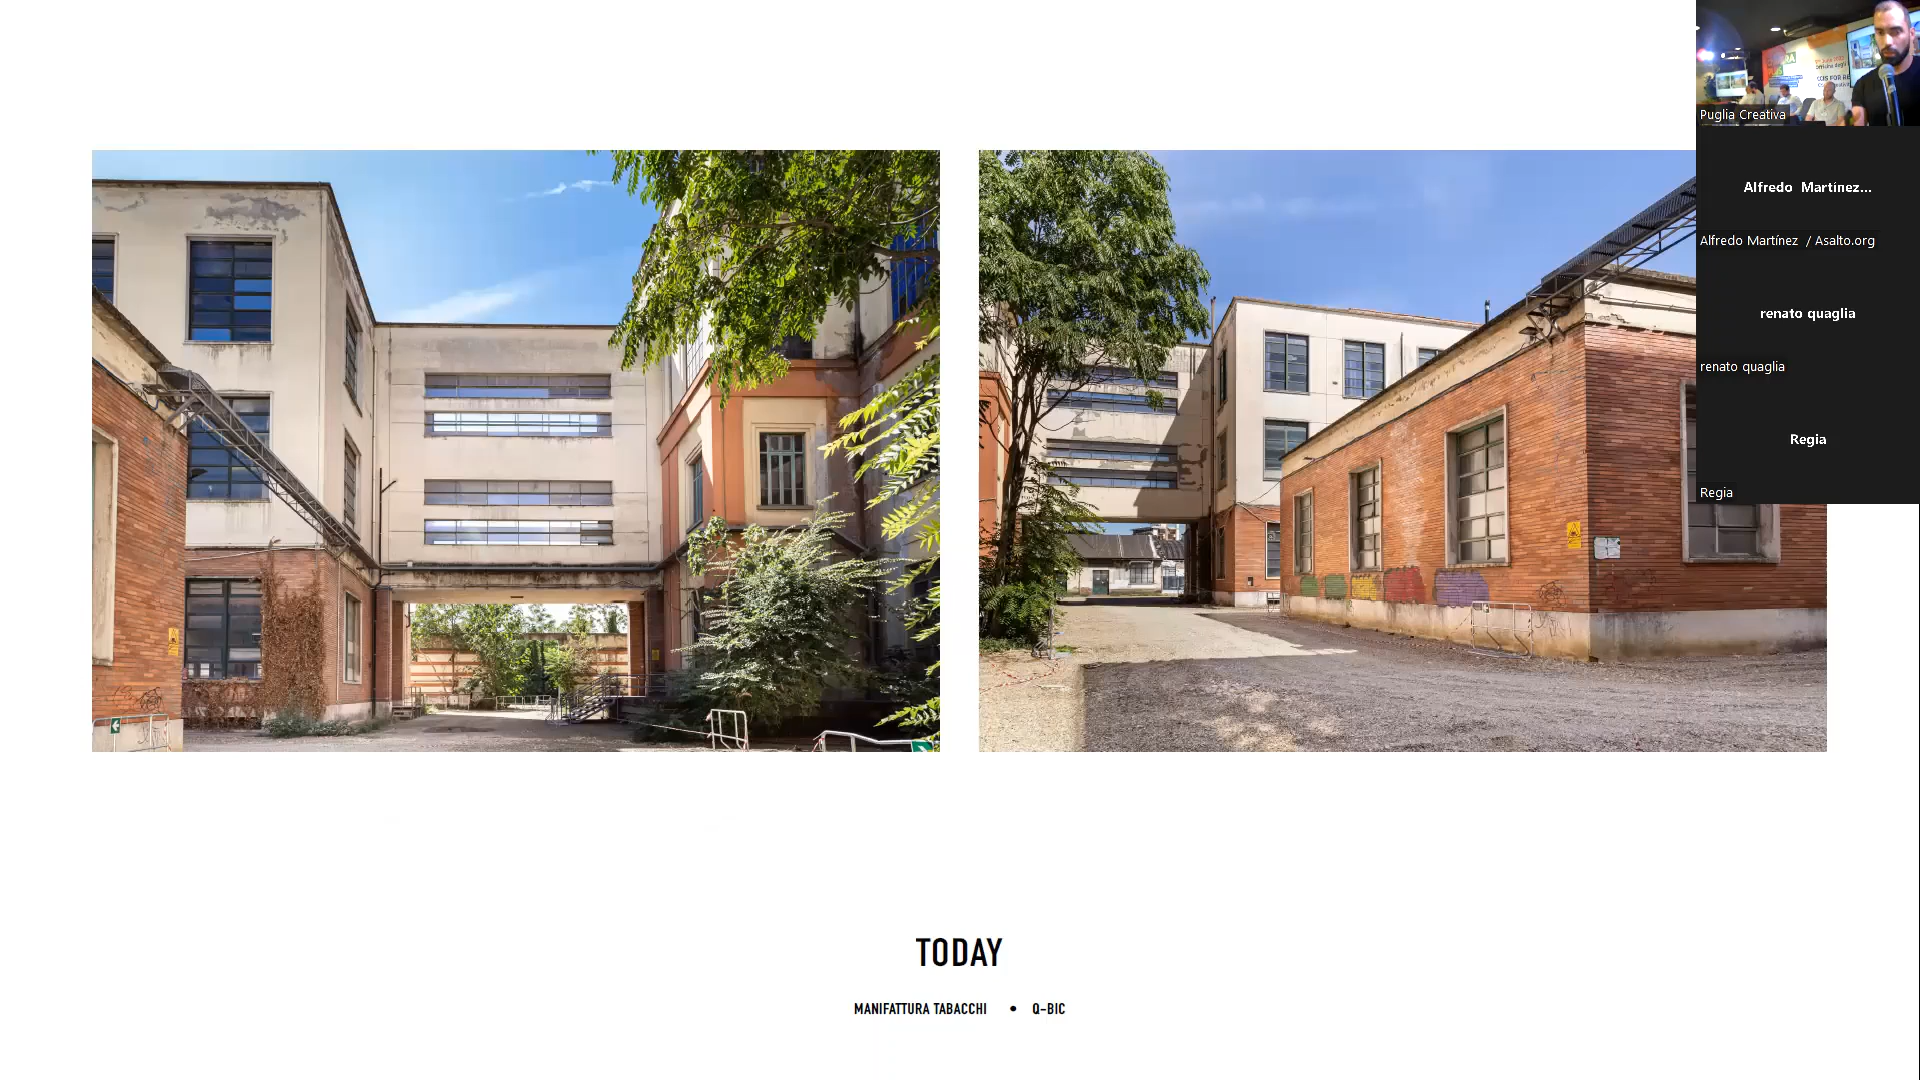 Puglia Creativa
Alfredo Martínez...
Alfredo Martínez / Asalto.org
renato quaglia
renato quaglia
Regia
Regia
TODAY
MANIFATTURA TABACCHI • Q-BIC